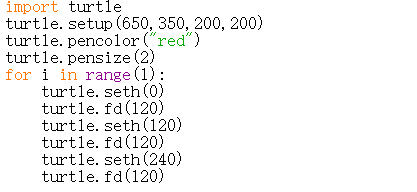 import turtle
turtle.setup(650,350,200,200)
turtle.pencolor("red")
turtle.pensize(2)
for i in range(1):
    turtle.seth(0)
    turtle.fd(120)
    turtle.seth(120)
    turtle.fd(120)
    turtle.seth(240)
    turtle.fd(120)